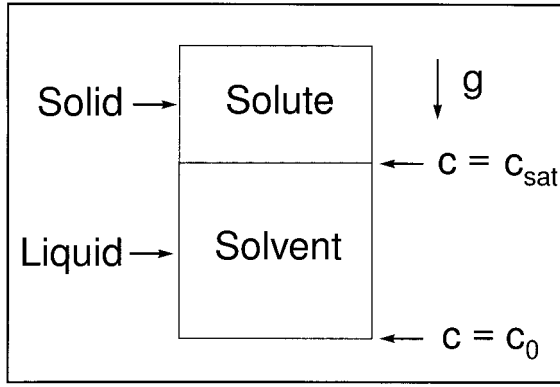 Solid
Solute
g
c = c_sat
Liquid
Solvent
c = c_0